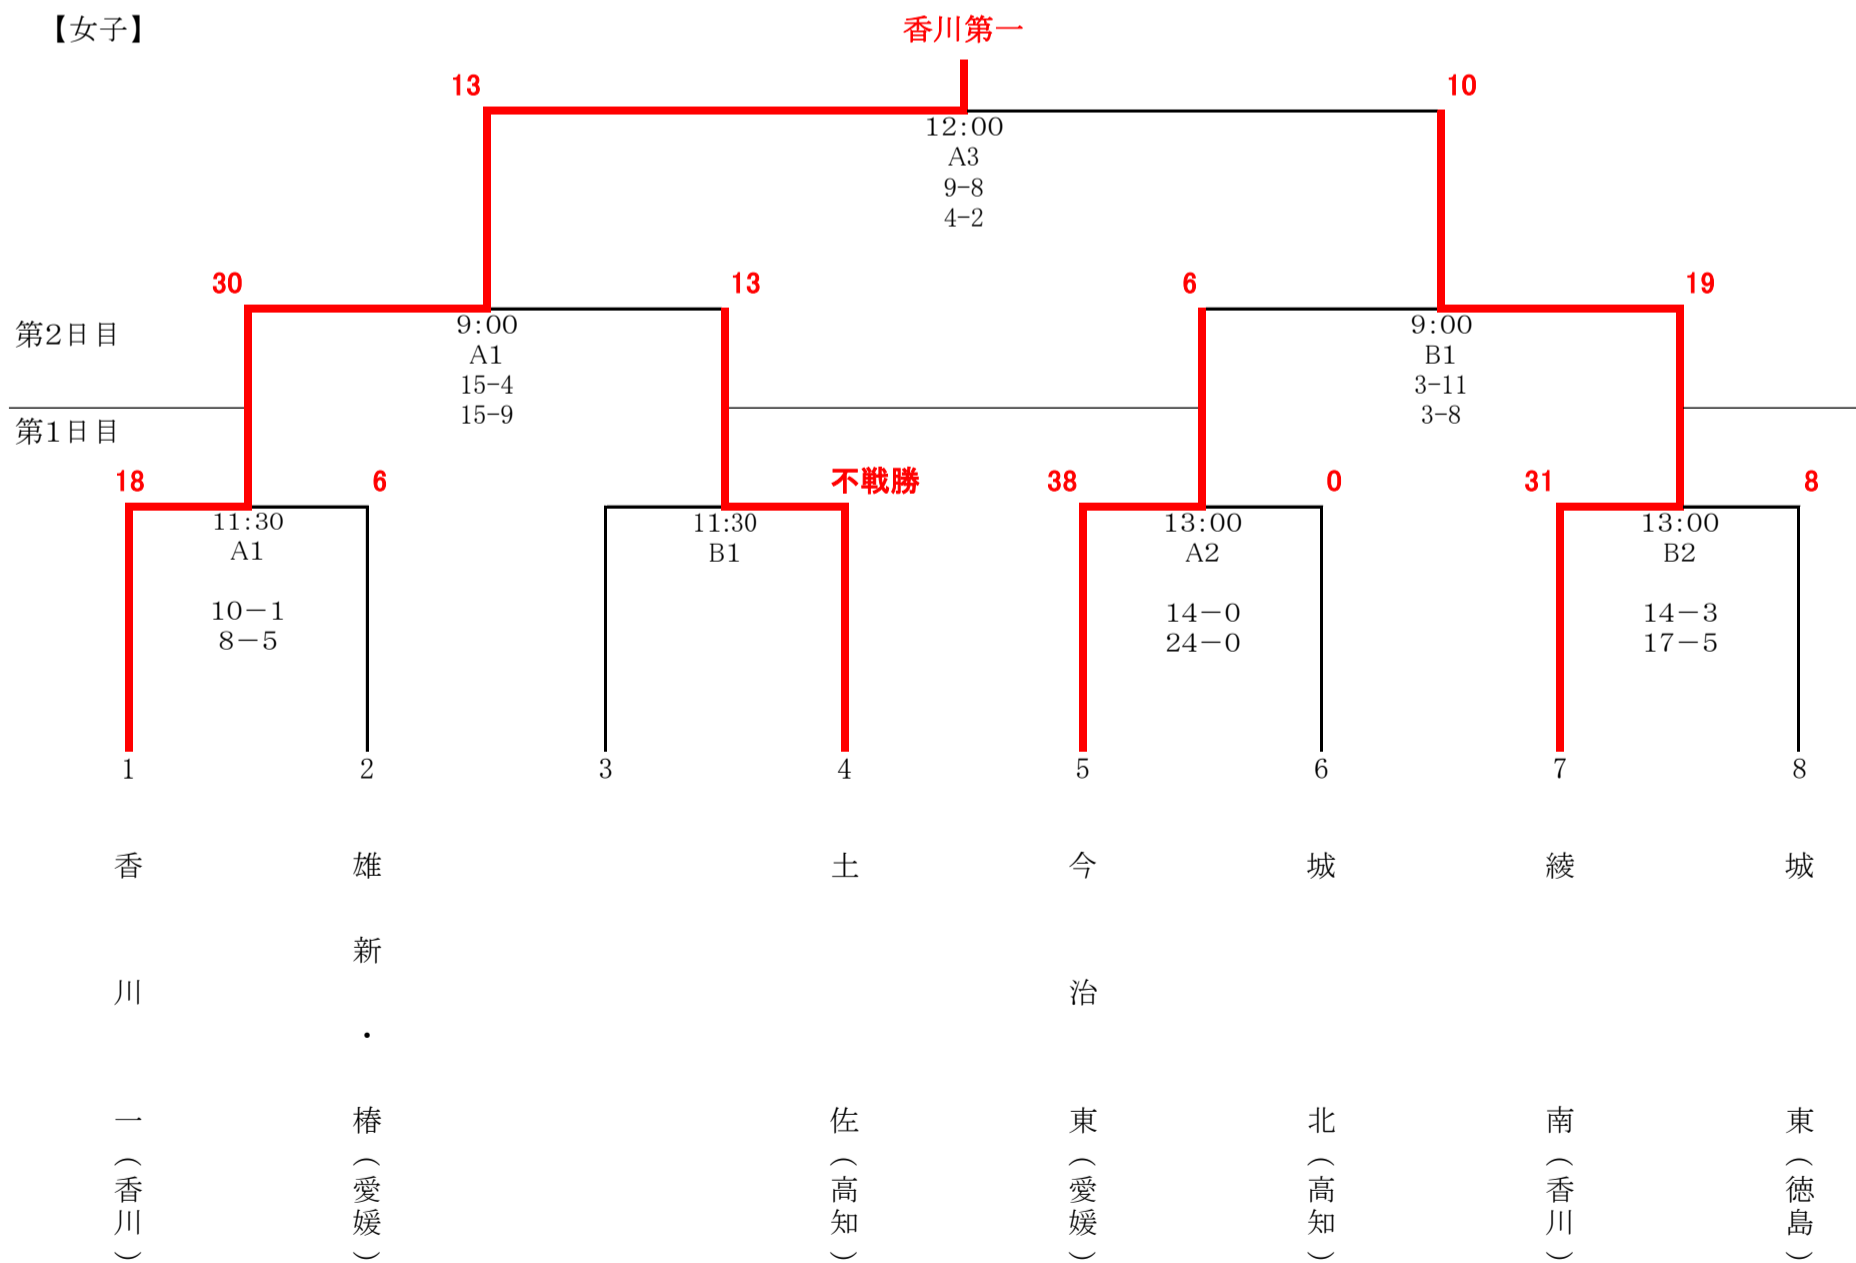 【女子】
香川第一
13
10
12:00
A3
9-8
4-2
30
13
6
19
第2日目
9:00
A1
15-4
15-9
9:00
B1
3-11
3-8
第1日目
18
6
不戦勝
38
0
31
8
11:30
A1
10－1
8－5
11:30
B1
13:00
A2
14－0
24－0
13:00
B2
14－3
17－5
1
2
3
4
5
6
7
8
香川一（香川）
雄新・椿（愛媛）
土佐（高知）
今治東（愛媛）
城北（高知）
綾南（香川）
城東（徳島）